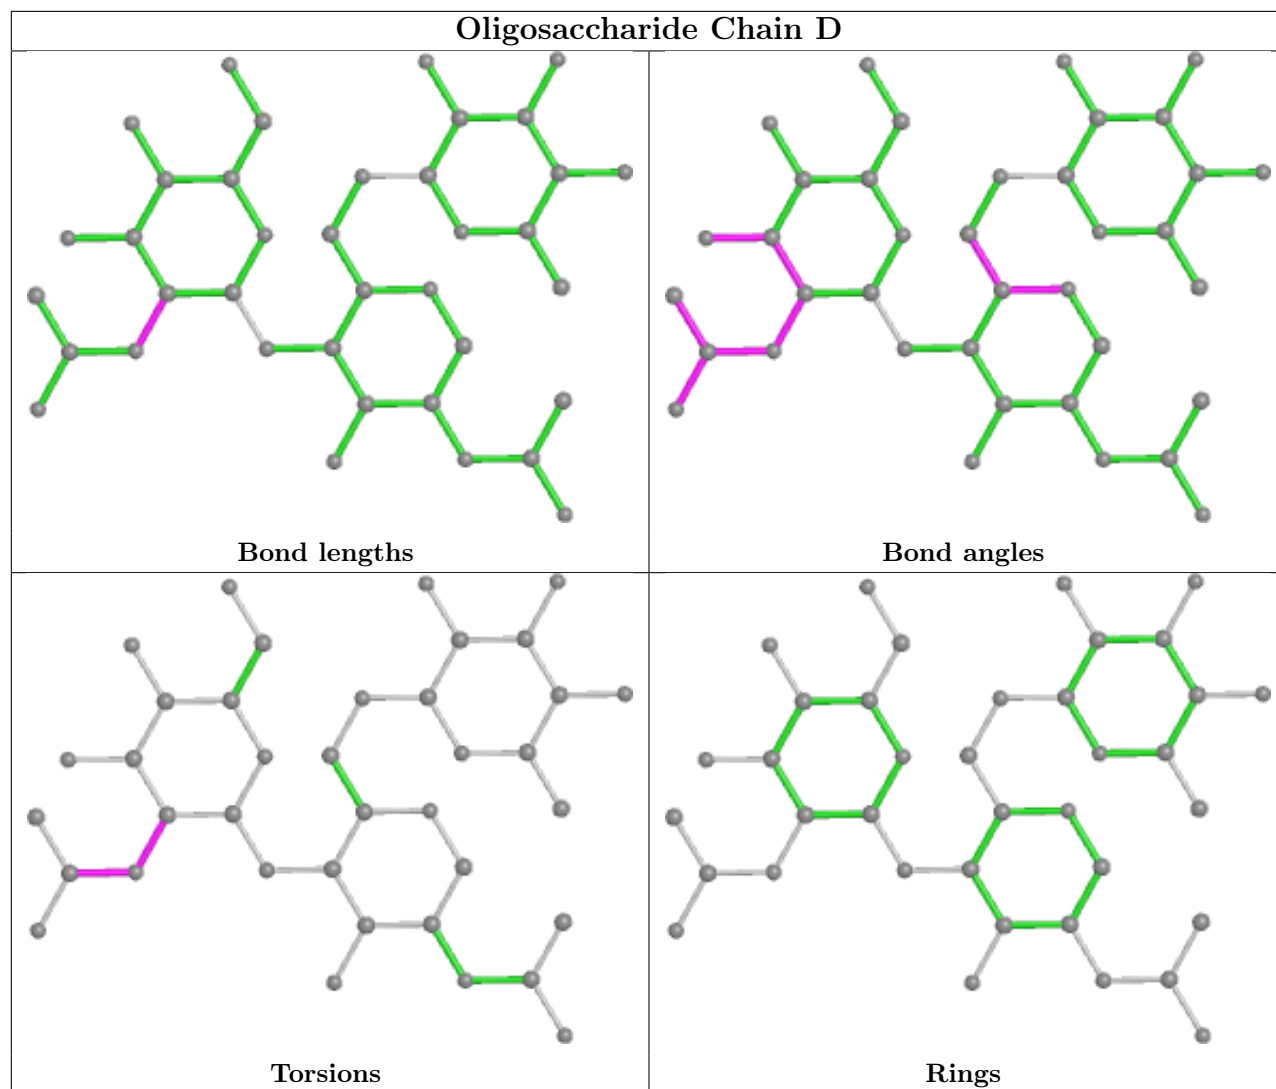 Oligosaccharide Chain D
Bond lengths
Bond angles
Torsions
Rings